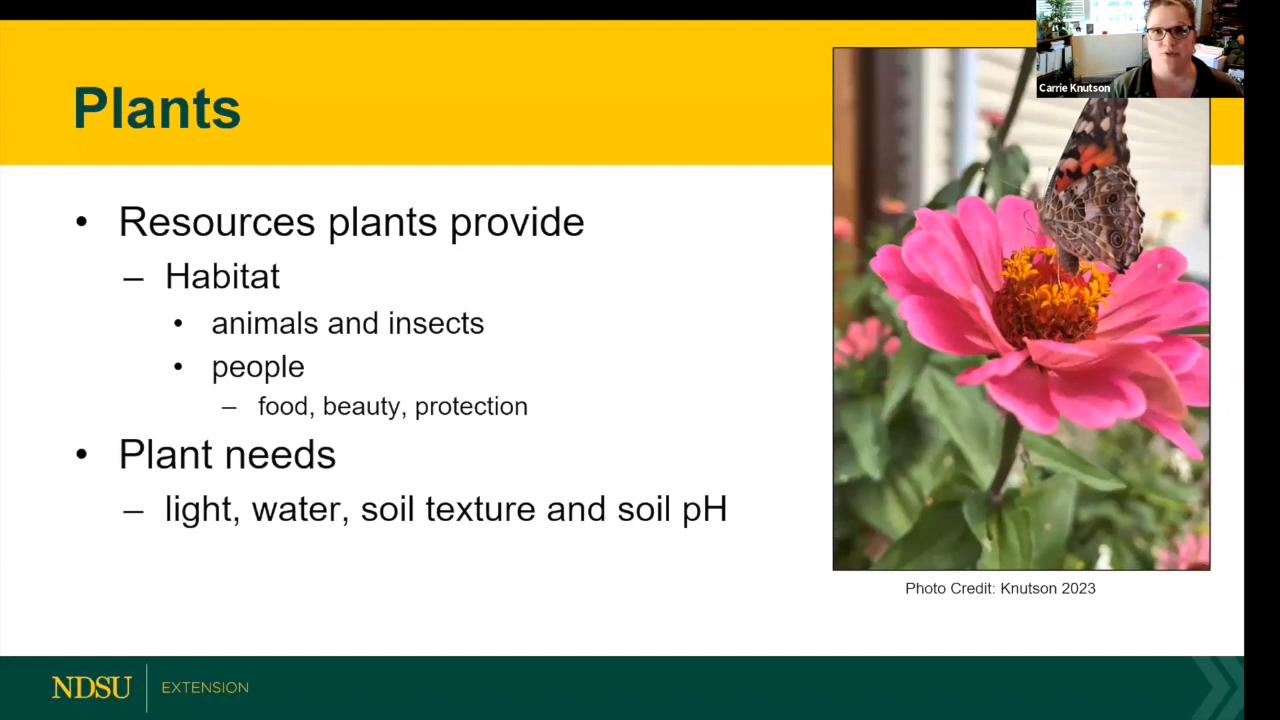 Carrie Knutson
Plants
• Resources plants provide
– Habitat
• animals and insects
• people
– food, beauty, protection
• Plant needs
– light, water, soil texture and soil pH
Photo Credit: Knutson 2023
NDSU
EXTENSION